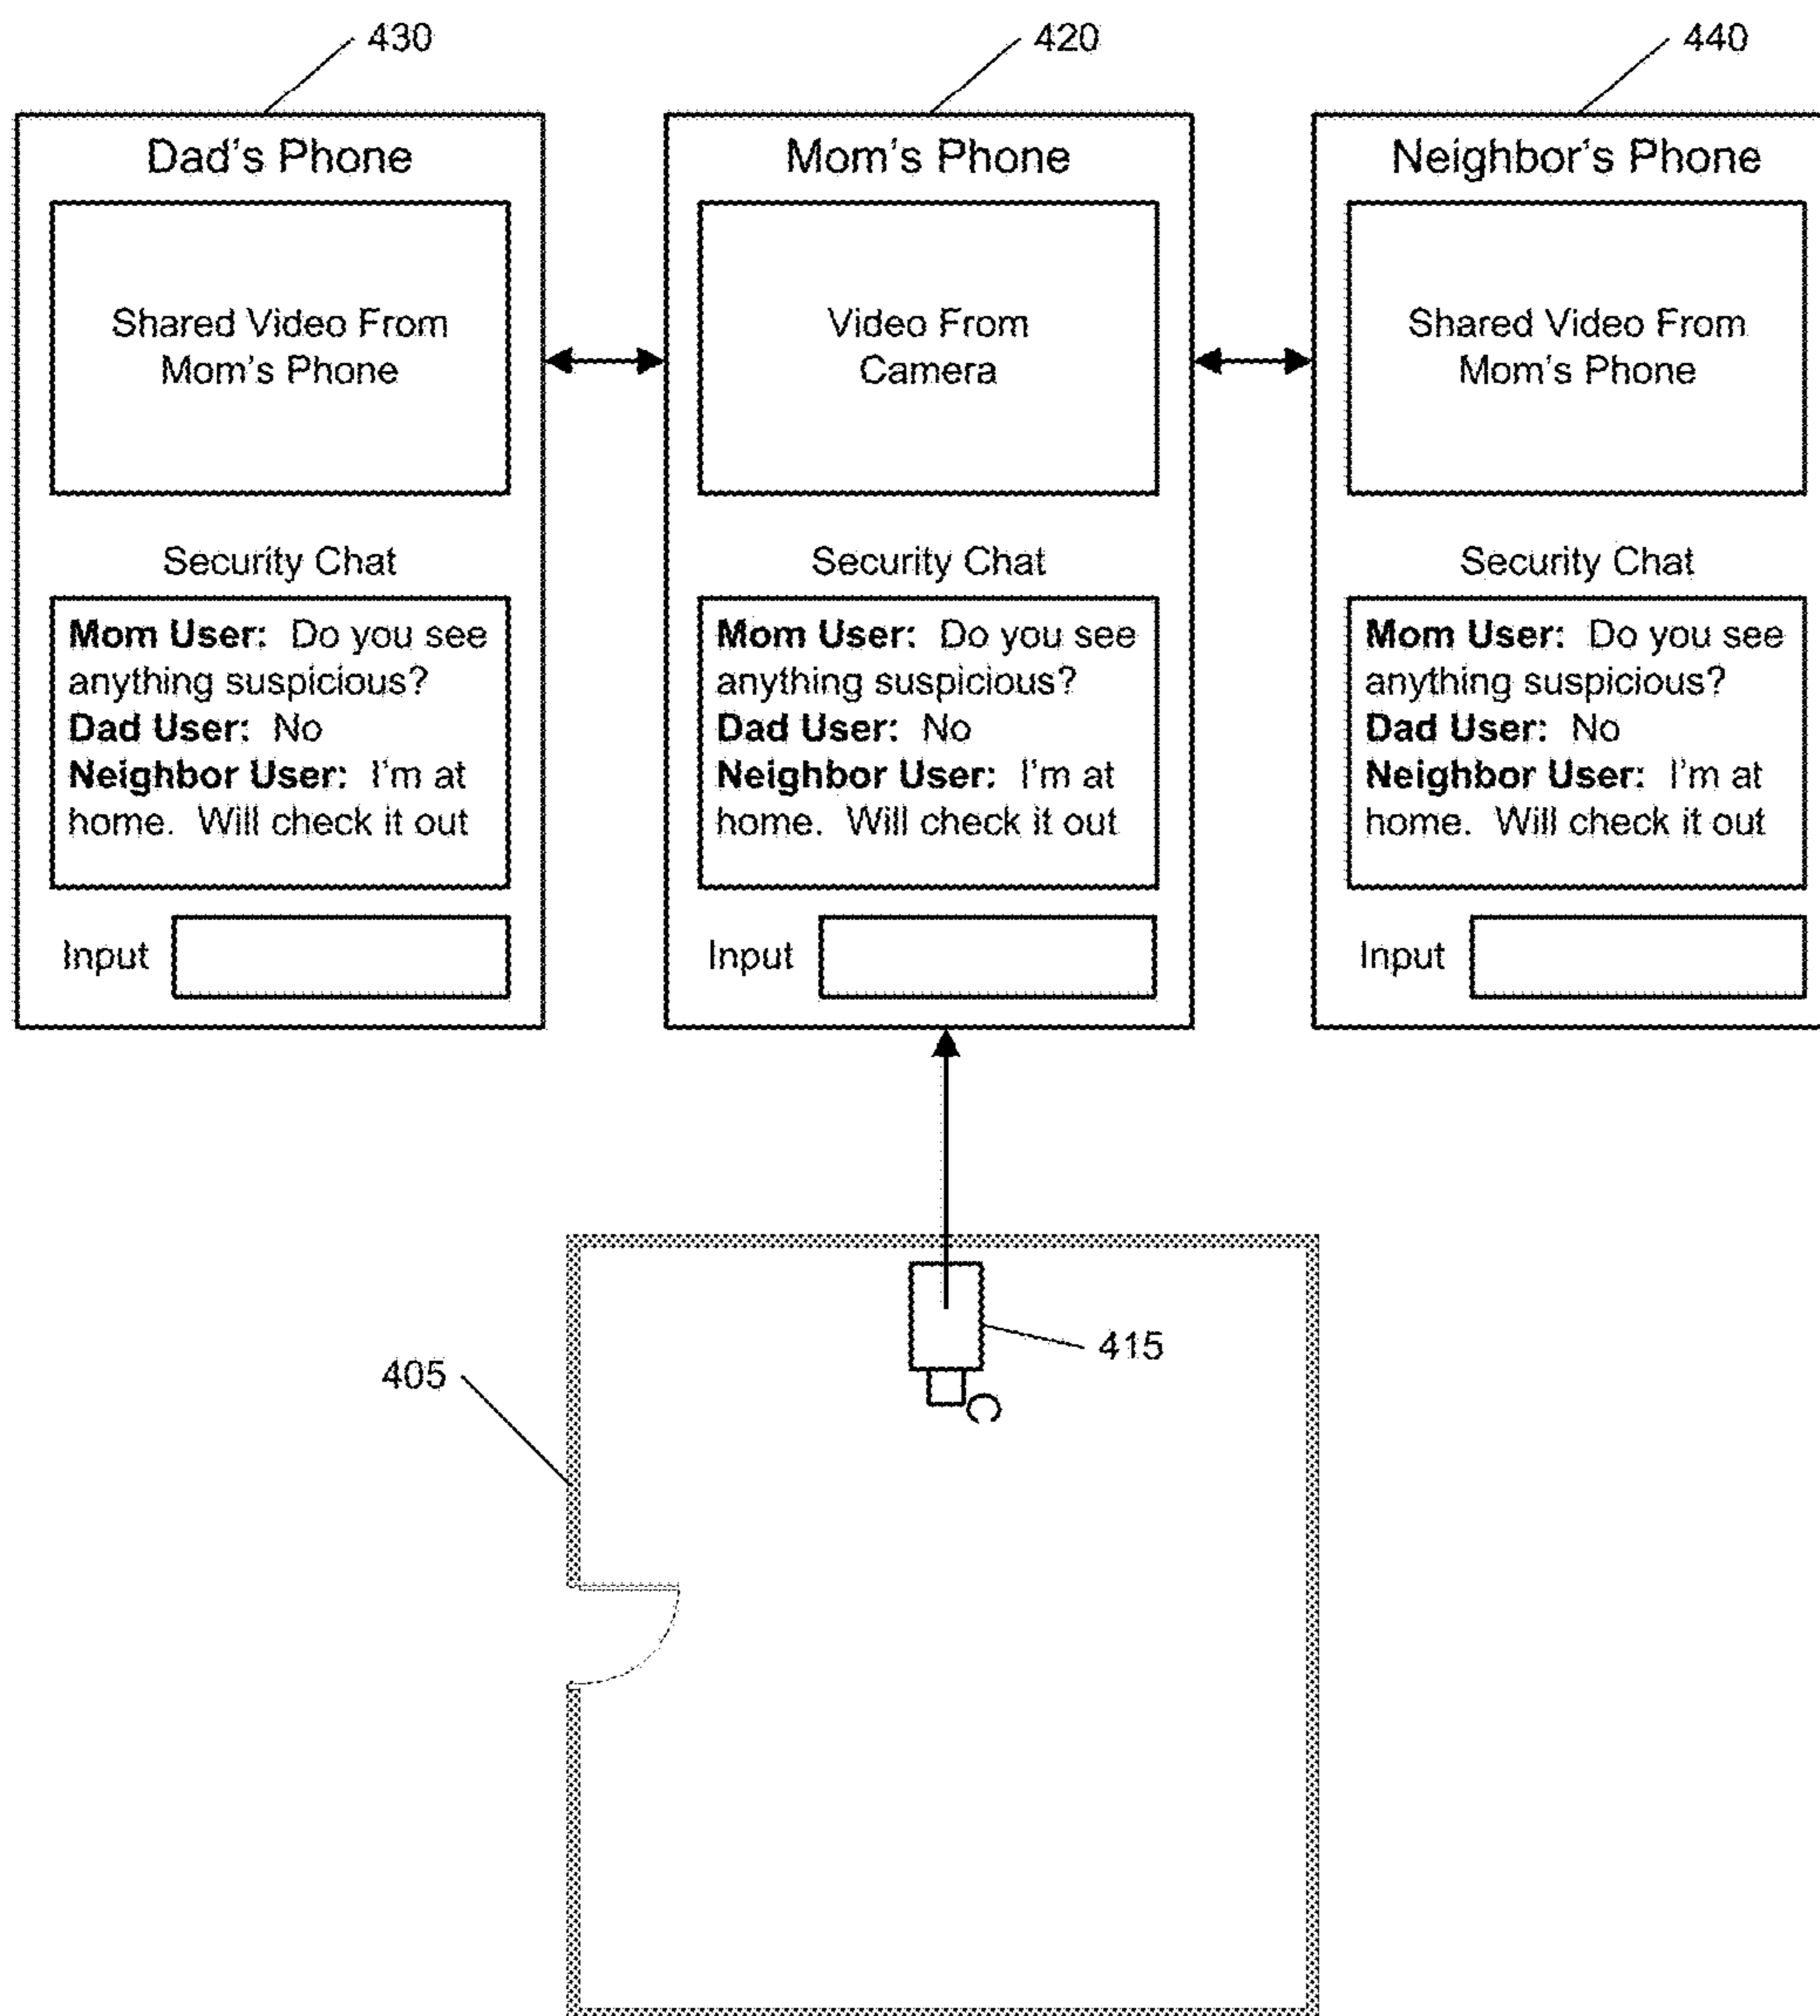 430
420
440
Dad's Phone
Shared Video From
Mom's Phone
Security Chat
Mom User: Do you see
anything suspicious?
Dad User: No
Neighbor User: I'm at
home. Will check it out
Input
Mom's Phone
Video From
Camera
Security Chat
Mom User: Do you see
anything suspicious?
Dad User: No
Neighbor User: I'm at
home. Will check it out
Input
Neighbor's Phone
Shared Video From
Mom's Phone
Security Chat
Mom User: Do you see
anything suspicious?
Dad User: No
Neighbor User: I'm at
home. Will check it out
Input
415
405